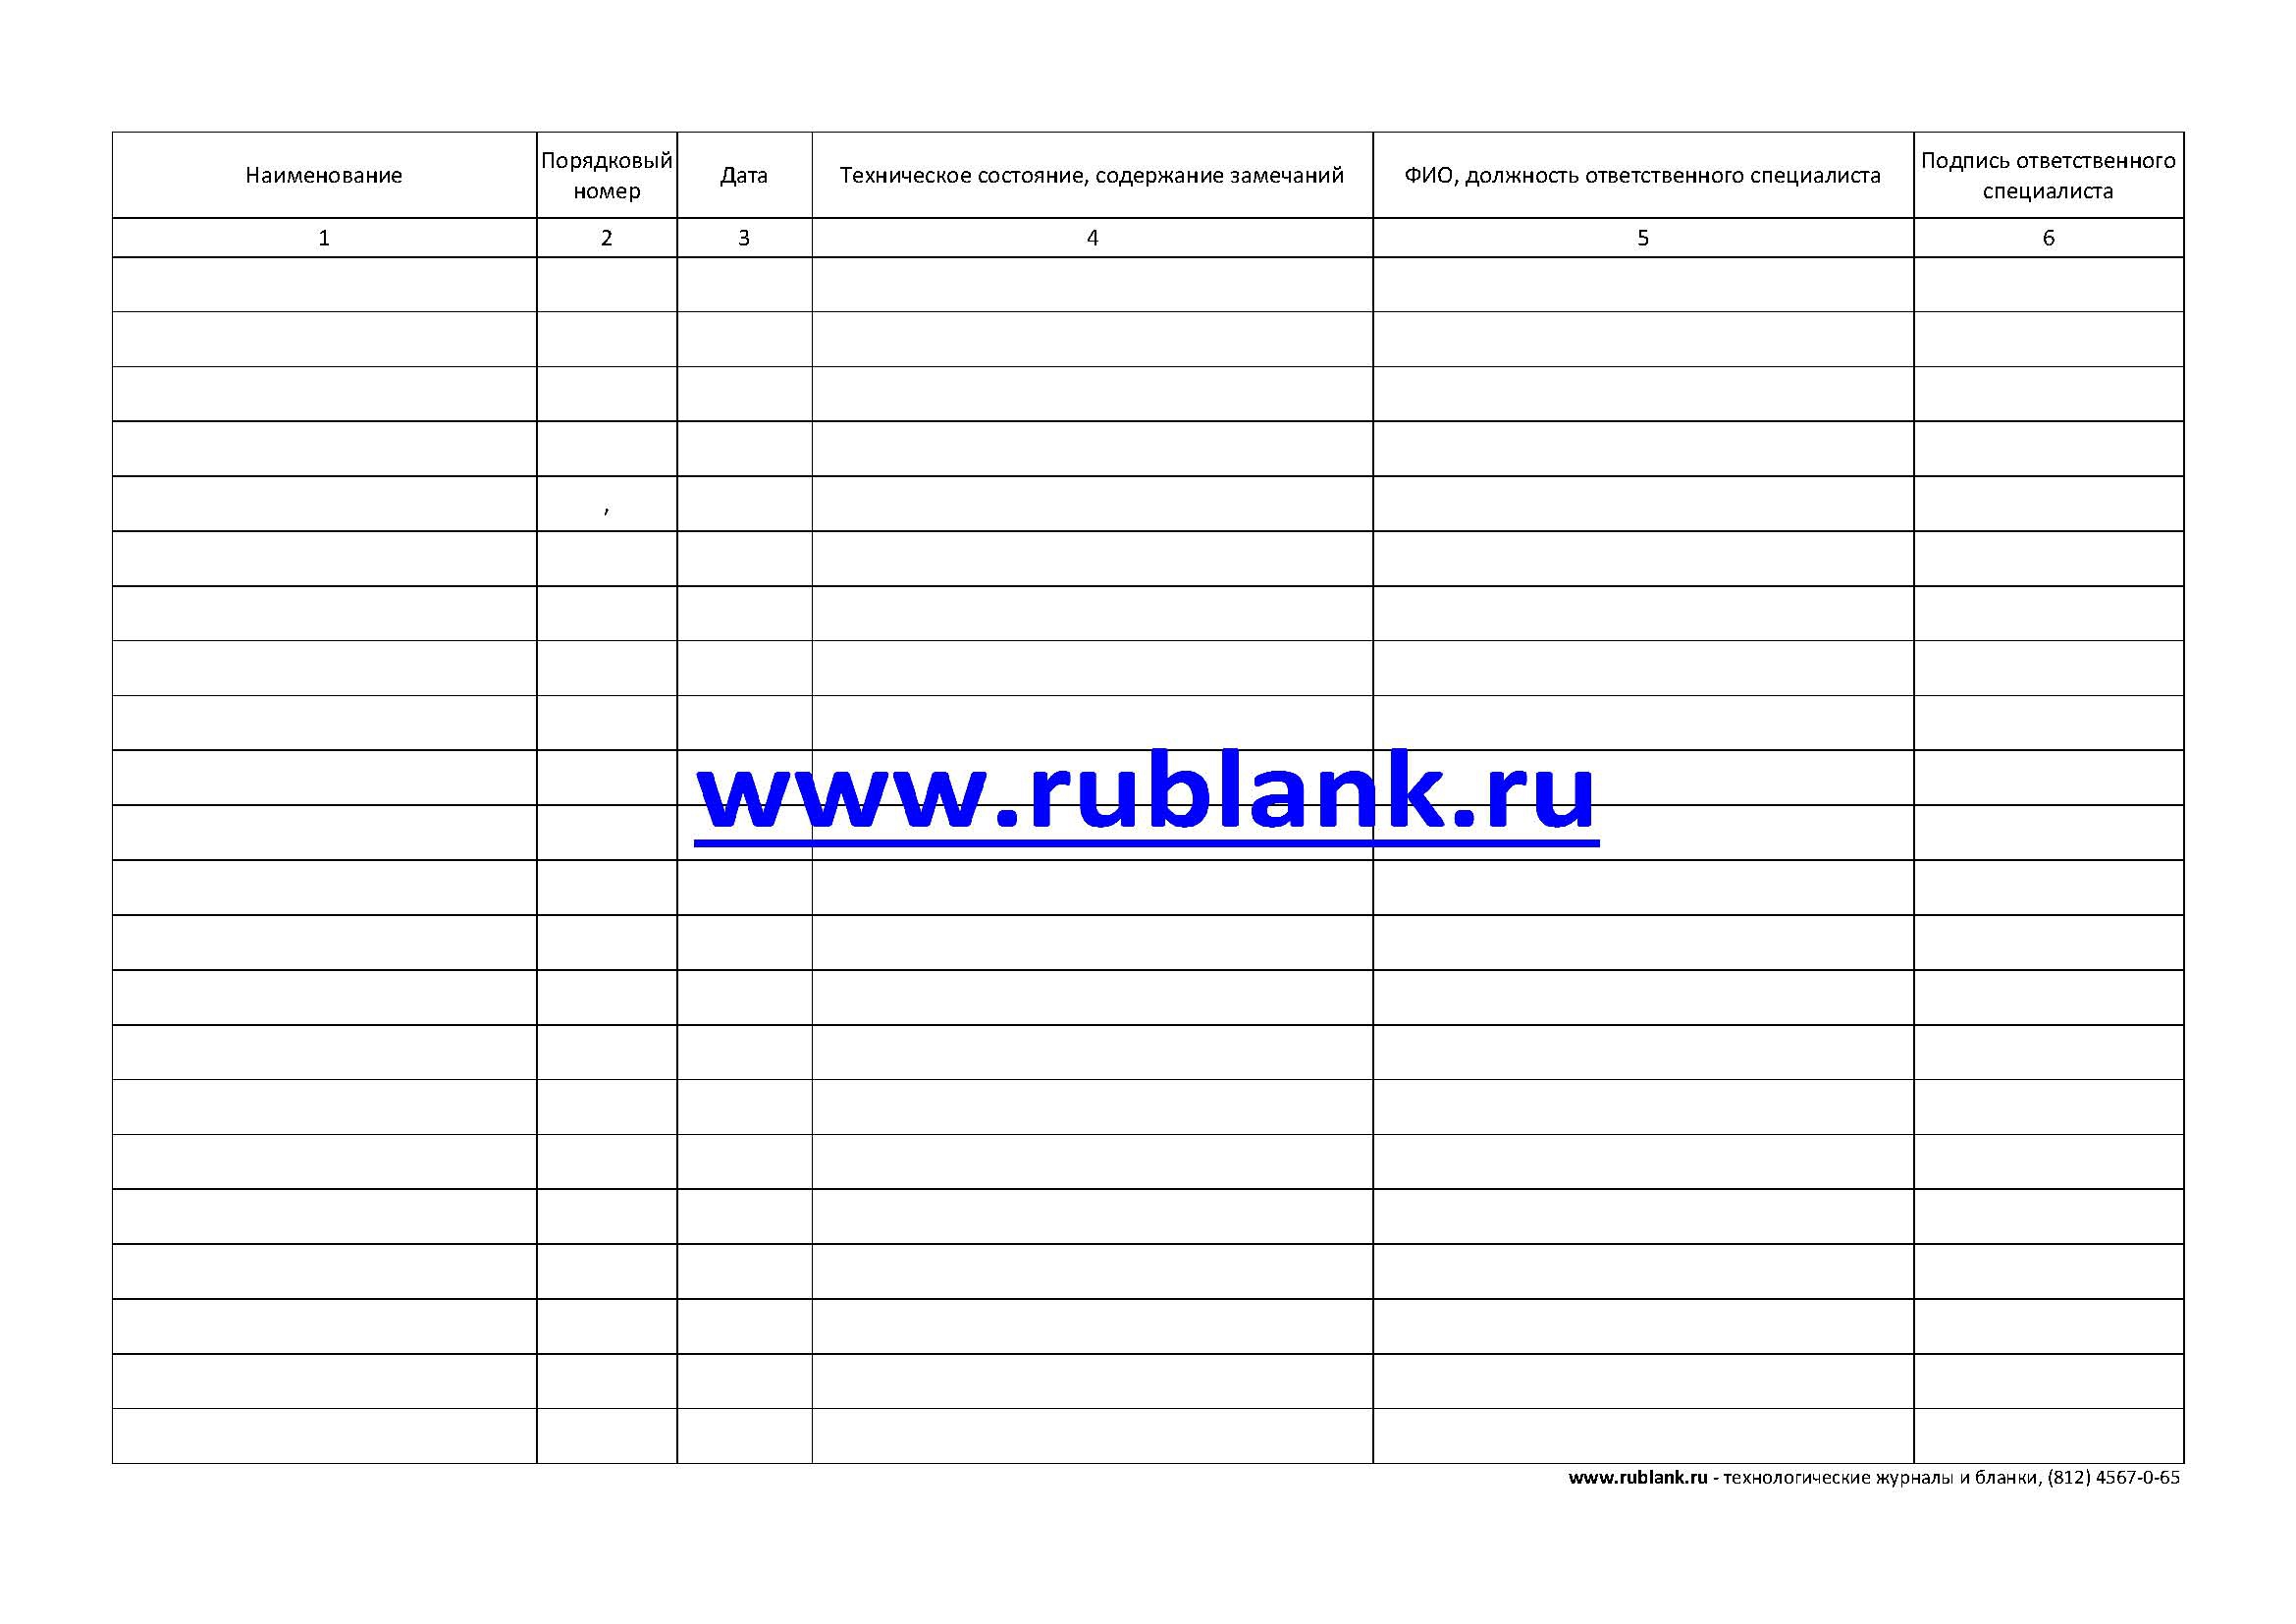 Наименование
Порядковый номер
Дата
Техническое состояние, содержание замечаний
ФИО, должность ответственного специалиста
Подпись ответственного специалиста
1 2 3 4 5 6
,
www.rublank.ru
www.rublank.ru - технологические журналы и бланки, (812) 4567-0-65